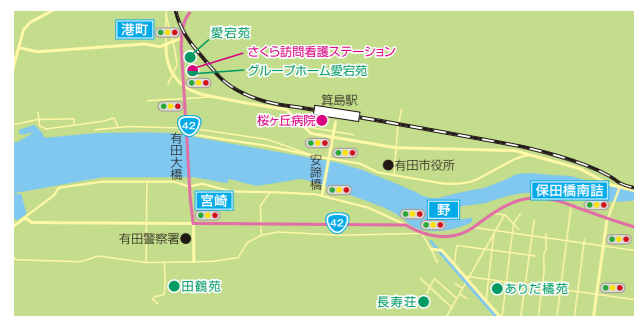 港町
愛宕苑
さくら訪問看護ステーション
グループホーム愛宕苑
箕島駅
桜ヶ丘病院
42
有田大橋
安諦橋
有田市役所
宮崎
野
保田橋南詰
42
有田警察署
田鶴苑
長寿荘
ありだ橘苑